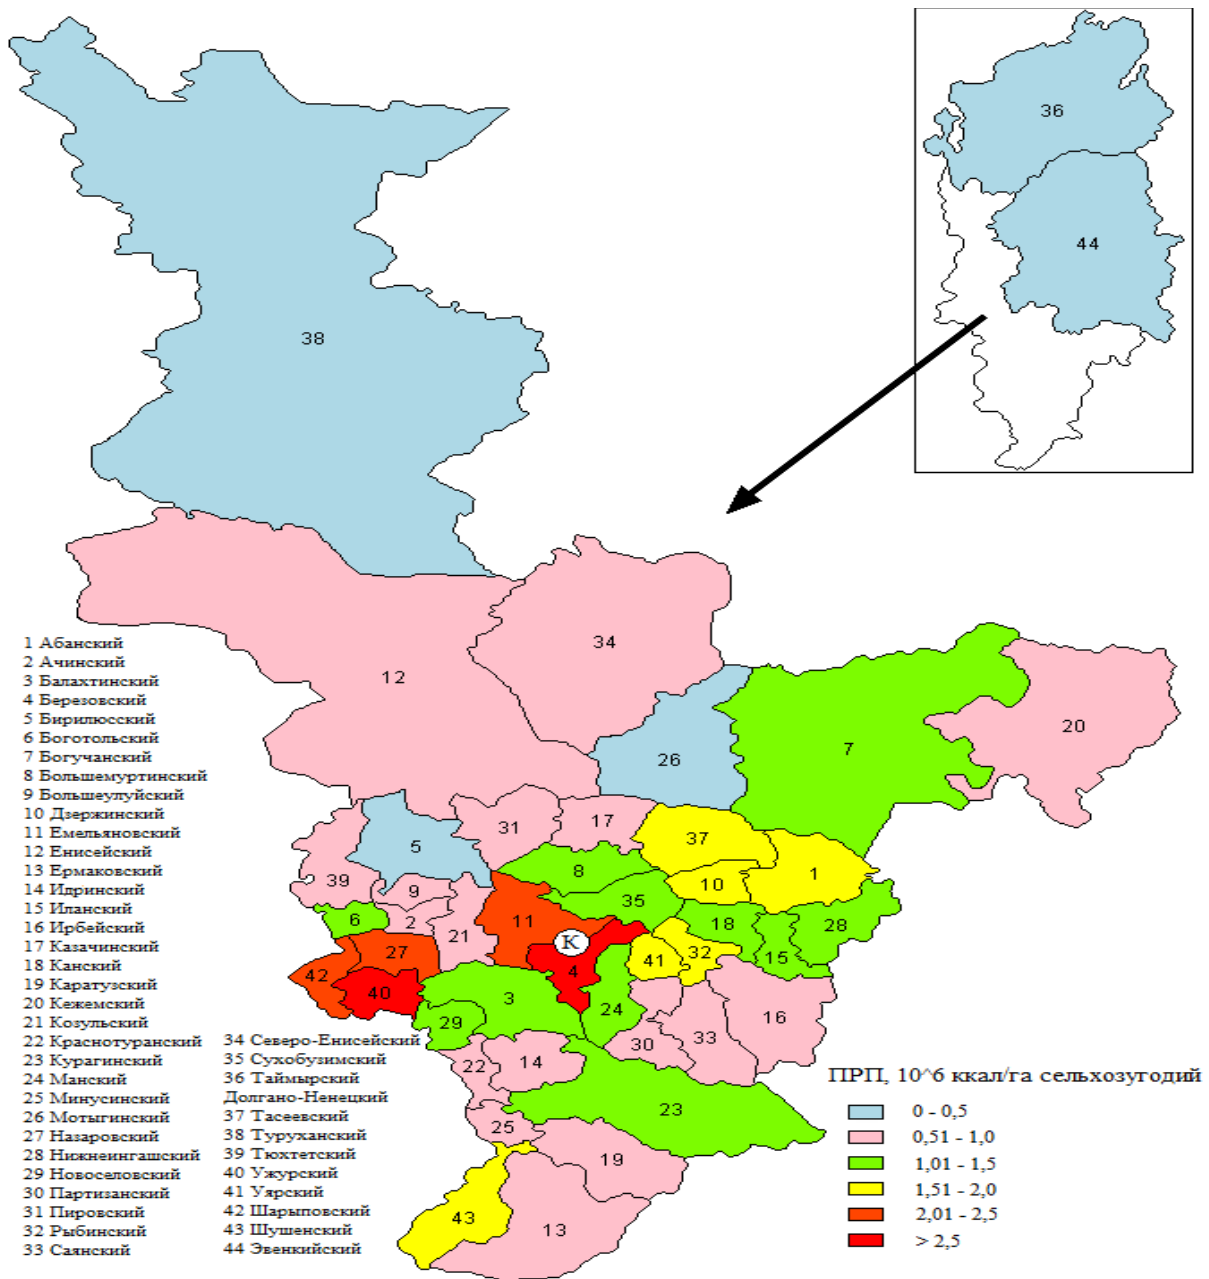 36
44
38
34
12
20
7
26
31
17
37
5
8
1
39
9
10
35
6
2
11
18
28
21
К
27
41
32
15
42
4
40
3
24
29
16
33
30
22
14
23
25
19
43
13
1 Абанский
2 Ачинский
3 Балахтинский
4 Березовский
5 Бирилюсский
6 Боготольский
7 Богучанский
8 Большемуртинский
9 Большеулуйский
10 Дзержинский
11 Емельяновский
12 Енисейский
13 Ермаковский
14 Идринский
15 Иланский
16 Ирбейский
17 Казачинский
18 Канский
19 Каратузский
20 Кежемский
21 Козульский
22 Краснотуранский
23 Курагинский
24 Манский
25 Минусинский
26 Мотыгинский
27 Назаровский
28 Нижнеингашский
29 Новоселовский
30 Партизанский
31 Пировский
32 Рыбинский
33 Саянский
34 Северо-Енисейский
35 Сухобузимский
36 Таймырский
Долгано-Ненецкий
37 Тасеевский
38 Туруханский
39 Тюхтетский
40 Ужурский
41 Уярский
42 Шарыповский
43 Шушенский
44 Эвенкийский
ПРП, 10^6 ккал/га сельхозугодий
0 - 0,5
0,51 - 1,0
1,01 - 1,5
1,51 - 2,0
2,01 - 2,5
> 2,5